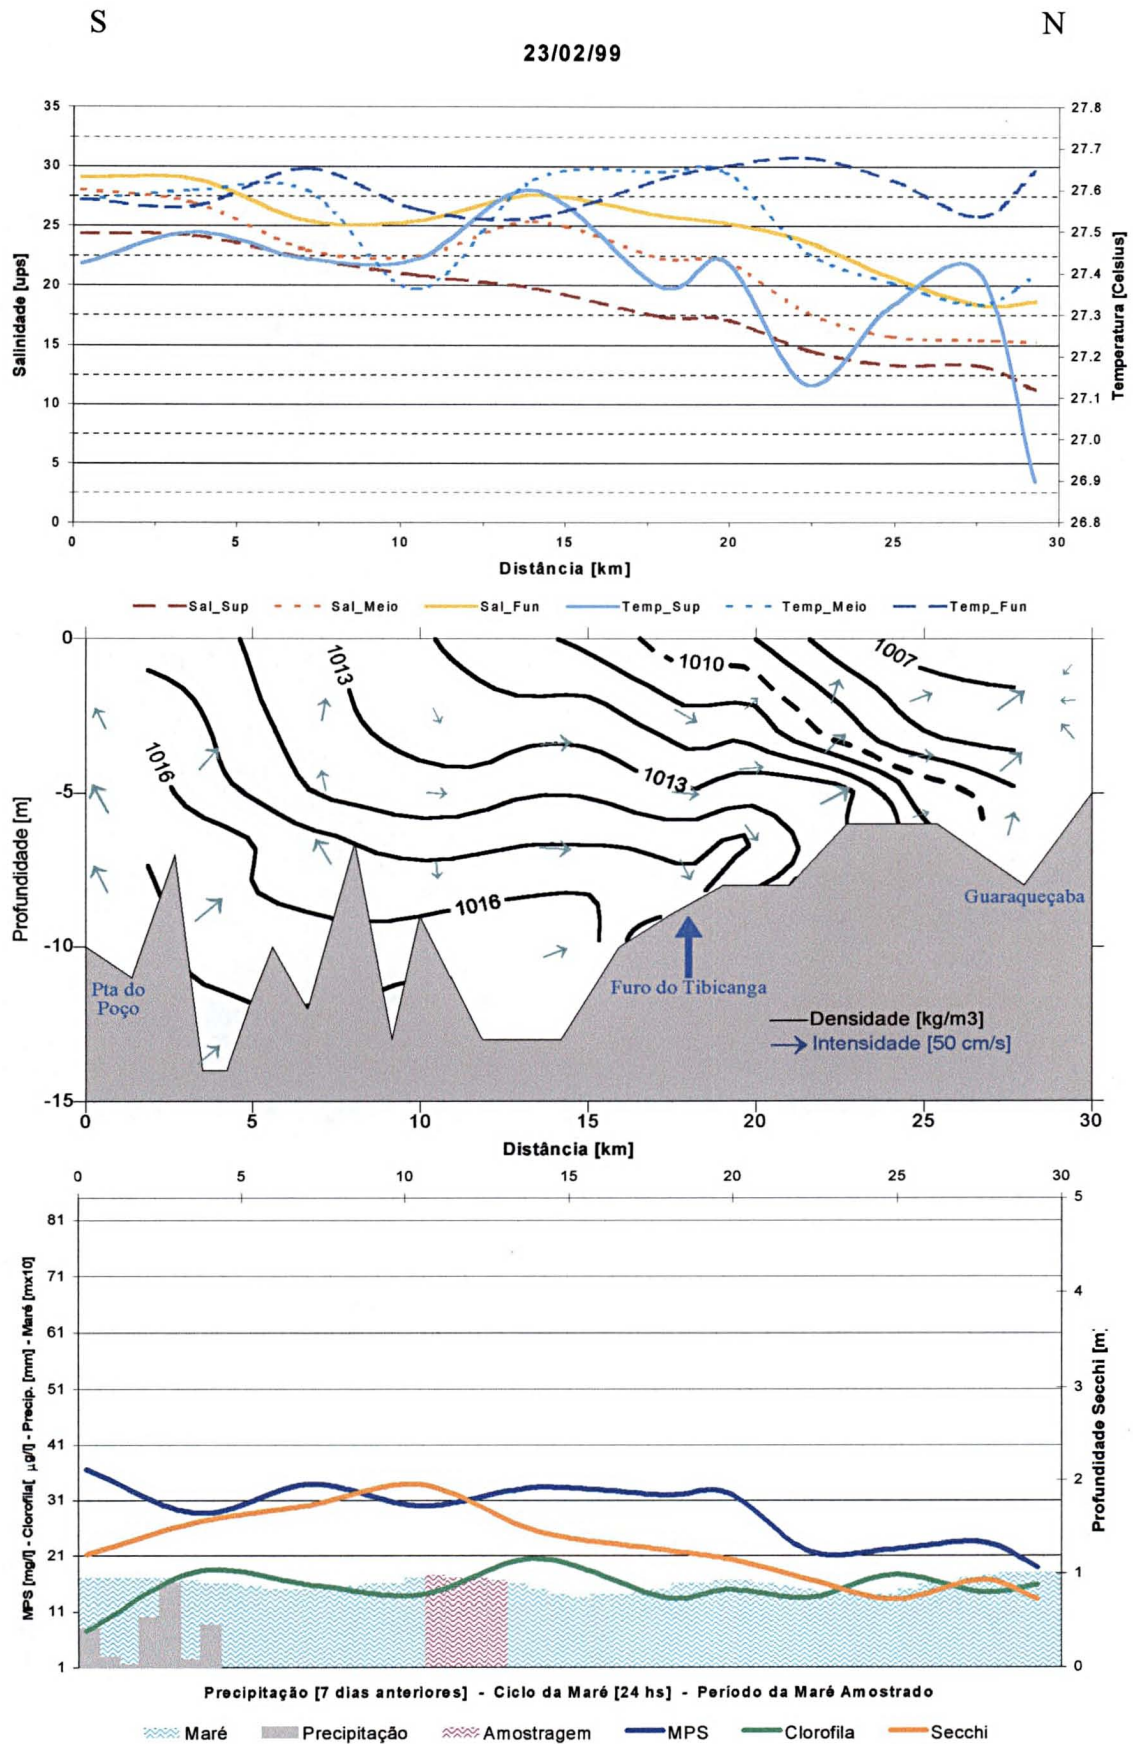 S N
23/02/99
35
30
25
20
15
10
5
0
Salinidade [ups]
27.8
27.7
27.6
27.5
27.4
27.3
27.2
27.1
27.0
26.9
26.8
Temperatura [Celsius]
0 5 10 15 20 25 30
Distância [km]
Sal_Sup Sal_Meio Sal_Fun Temp_Sup Temp_Meio Temp_Fun
0
-5
-10
-15
Profundidade [m]
1013
1010
1007
1016
1013
1016
Guaraqueçaba
Pta do
Poço
Furo do Tibicanga
Densidade [kg/m3]
Intensidade [50 cm/s]
0 5 10 15 20 25 30
Distância [km]
0 5 10 15 20 25 30
81
71
61
51
41
31
21
11
1
MPS [mg/l] - Clorofila[ µg/l] - Precip. [mm] - Maré [mx10]
5
4
3
2
1
0
Profundidade Secchi [m]
Precipitação [7 dias anteriores] - Ciclo da Maré [24 hs] - Período da Maré Amostrado
Maré Precipitação Amostragem MPS Clorofila Secchi